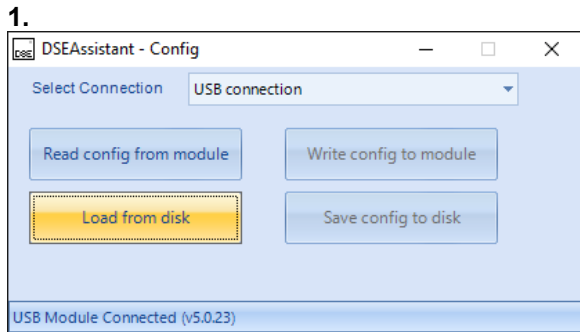 1.
DSE DSEAssistant - Config
Select Connection USB connection
Read config from module Write config to module
Load from disk Save config to disk
USB Module Connected (v5.0.23)